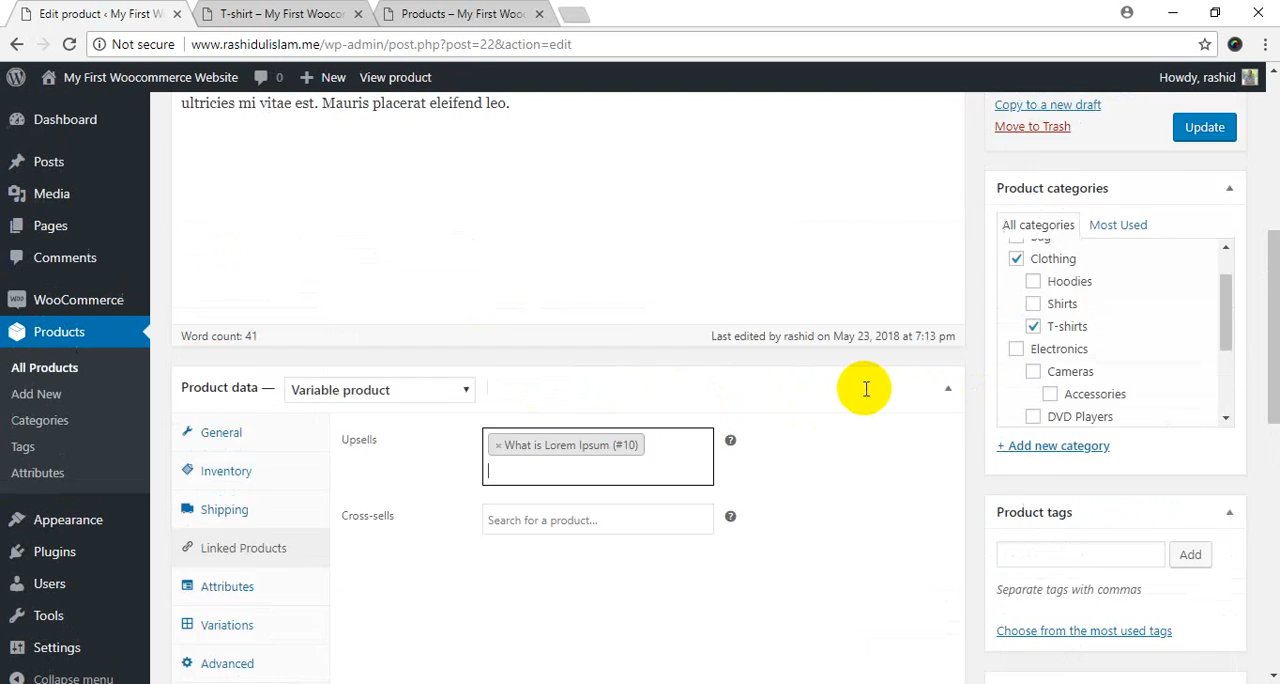 Edit product ‹ My First W
T-shirt – My First Woocor
Products – My First Wooc
Not secure
www.rashidulislam.me/wp-admin/post.php?post=22&action=edit
My First Woocommerce Website
0
New
View product
Howdy, rashid
Dashboard
Posts
Media
Pages
Comments
WOO
WooCommerce
Products
All Products
Add New
Categories
Tags
Attributes
Appearance
Plugins
Users
Tools
Settings
Collapse menu
ultricies mi vitae est. Mauris placerat eleifend leo.
Word count: 41
Last edited by rashid on May 23, 2018 at 7:13 pm
Product data —
Variable product
General
Inventory
Shipping
Linked Products
Attributes
Variations
Advanced
Upsells
× What is Lorem Ipsum (#10)
Cross-sells
Search for a product...
Copy to a new draft
Move to Trash
Update
Product categories
All categories
Most Used
Bag
Clothing
Hoodies
Shirts
T-shirts
Electronics
Cameras
Accessories
DVD Players
+ Add new category
Product tags
Add
Separate tags with commas
Choose from the most used tags